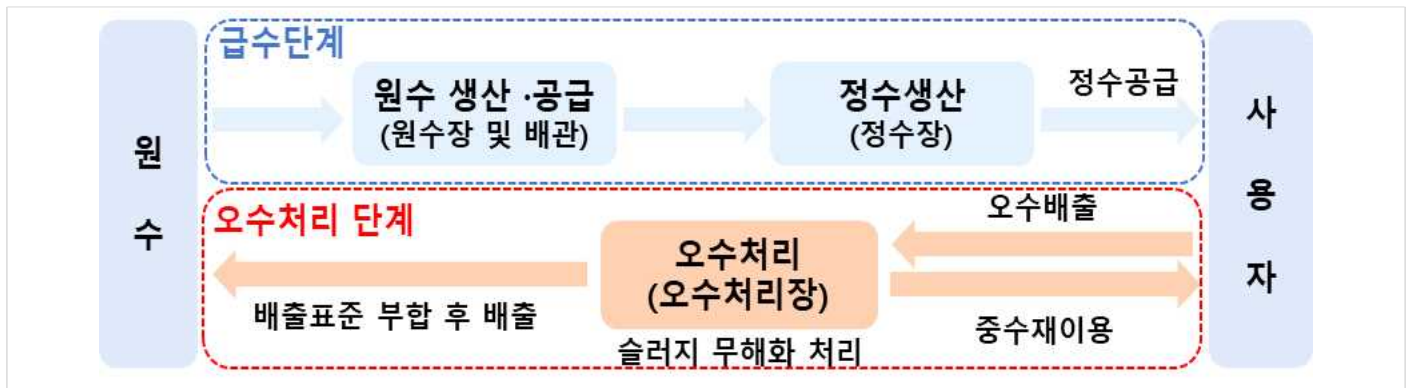 급수단계
원수
원수 생산 ·공급
(원수장 및 배관)
정수생산
(정수장)
정수공급
사용자
오수처리 단계
오수배출
오수처리
(오수처리장)
배출표준 부합 후 배출
중수재이용
슬러지 무해화 처리